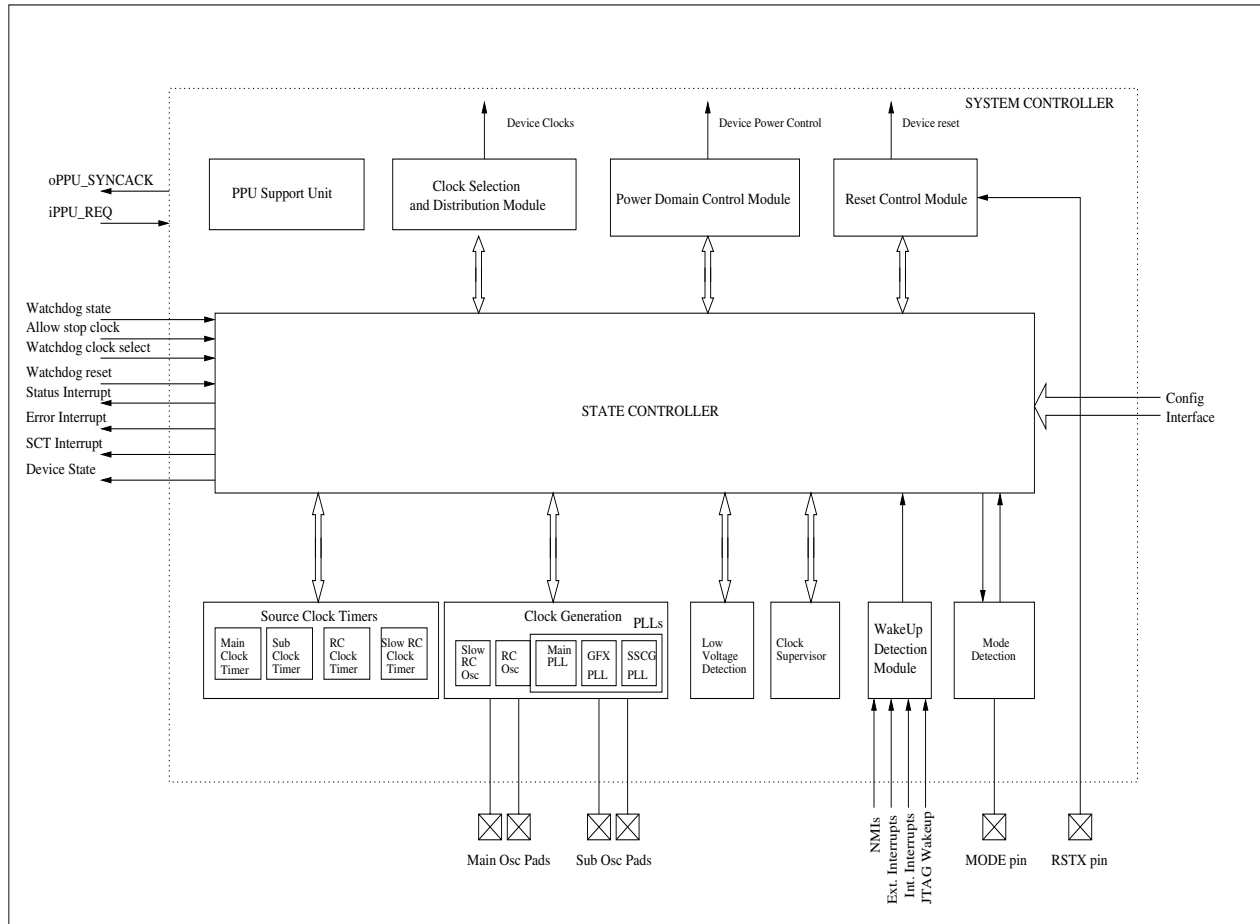 SYSTEM CONTROLLER
Device Clocks
Device Power Control
Device reset
oPPU_SYNCACK
iPPU_REQ
PPU Support Unit
Clock Selection
and Distribution Module
Power Domain Control Module
Reset Control Module
Watchdog state
Allow stop clock
Watchdog clock select
Watchdog reset
Status Interrupt
Error Interrupt
SCT Interrupt
Device State
STATE CONTROLLER
Config
Interface
Source Clock Timers
Main
Clock
Timer
Sub
Clock
Timer
RC
Clock
Timer
Slow RC
Clock
Timer
Clock Generation
PLLs
Slow
RC
Osc
RC
Osc
Main
PLL
GFX
PLL
SSCG
PLL
Low
Voltage
Detection
Clock
Supervisor
WakeUp
Detection
Module
Mode
Detection
NMIs
Ext. Interrupts
Int. Interrupts
JTAG Wakeup
Main Osc Pads
Sub Osc Pads
MODE pin
RSTX pin